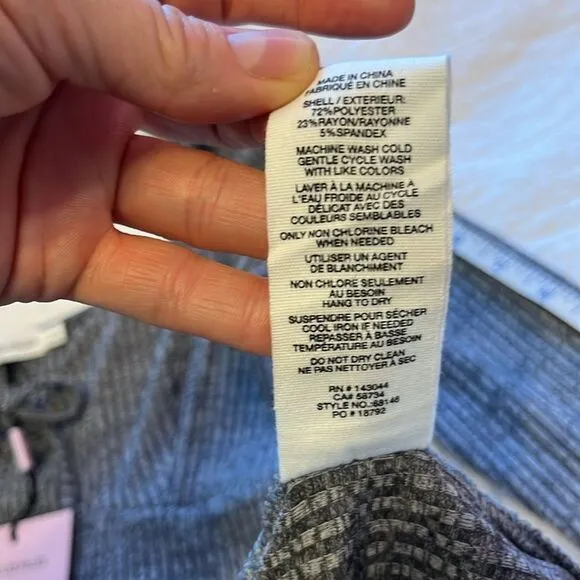 MADE IN CHINA
FABRIQUÉ EN CHINE
SHELL / EXTERIEUR:
72%POLYESTER
23%RAYON/RAYONNE
5%SPANDEX
MACHINE WASH COLD
GENTLE CYCLE WASH
WITH LIKE COLORS
LAVER À LA MACHINE À
L'EAU FROIDE AU CYCLE
DÉLICAT AVEC DES
COULEURS SEMBLABLES
ONLY NON CHLORINE BLEACH
WHEN NEEDED
UTILISER UN AGENT
DE BLANCHIMENT
NON CHLORE SEULEMENT
AU BESOIN
HANG TO DRY
SUSPENDRE POUR SÉCHER
COOL IRON IF NEEDED
REPASSER À BASSE
TEMPÉRATURE AU BESOIN
DO NOT DRY CLEAN
NE PAS NETTOYER À SEC
RN # 143044
CA# 56734
STYLE NO.:68146
PO # 18792